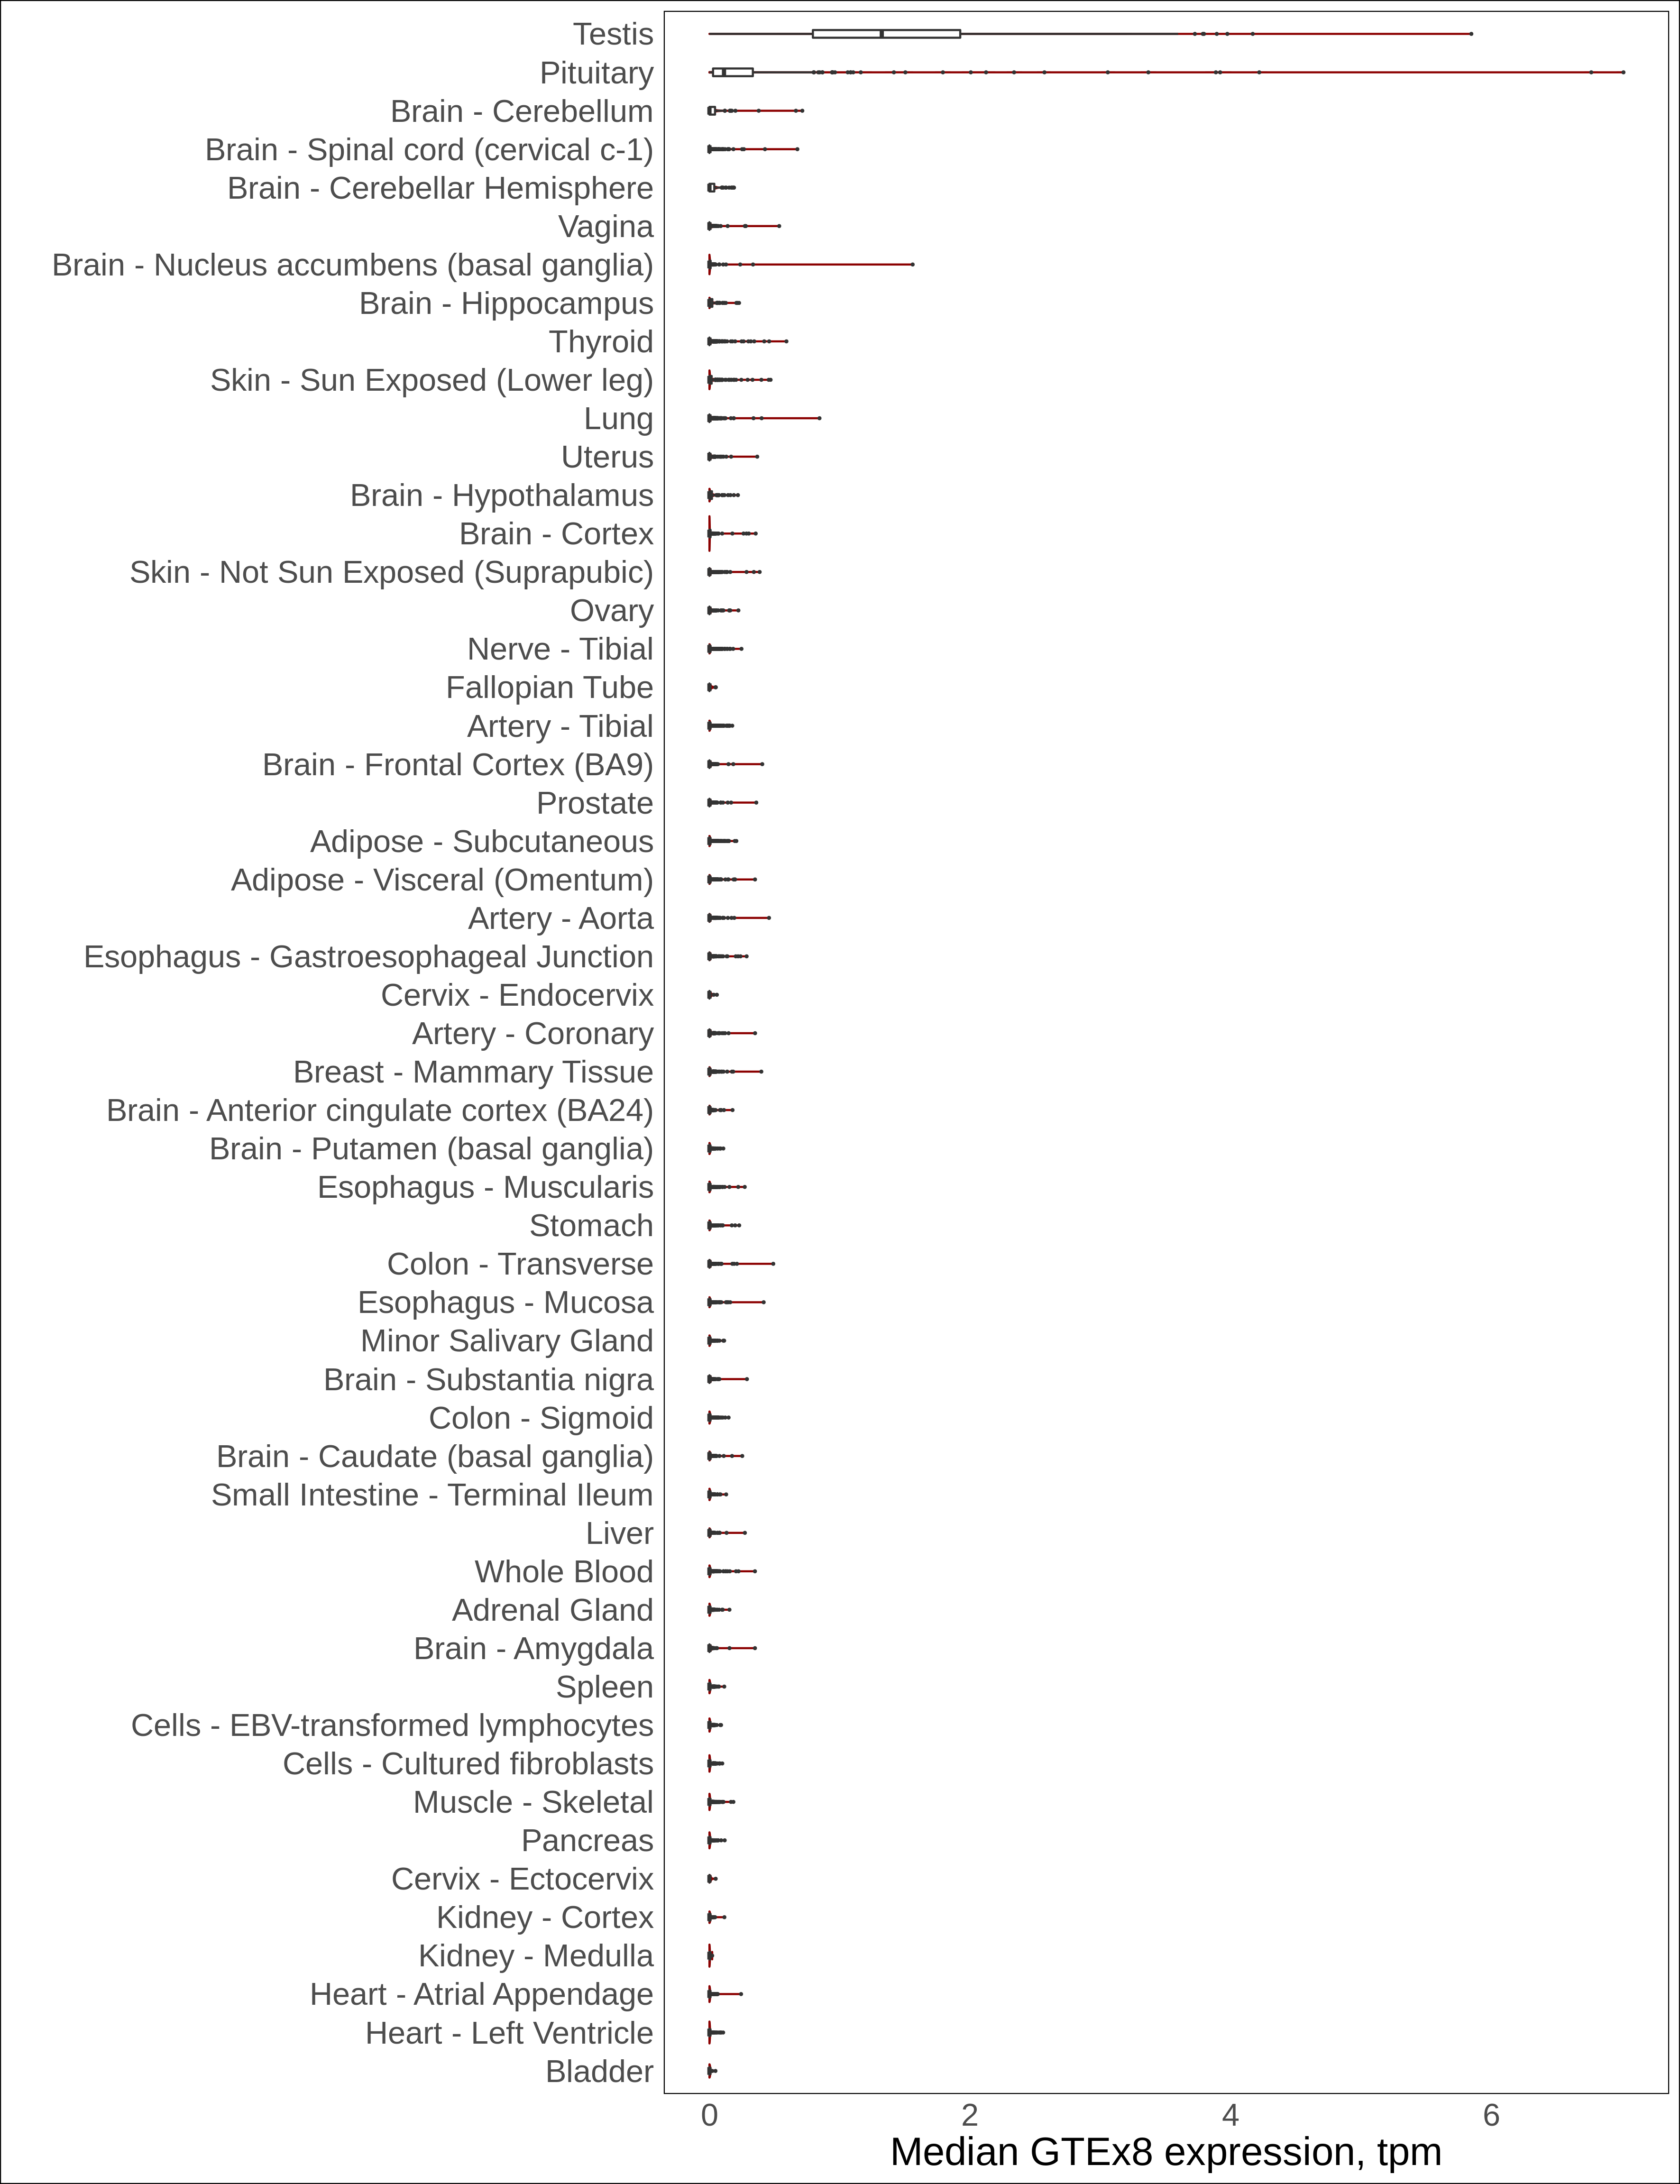 Testis
Pituitary
Brain - Cerebellum
Brain - Spinal cord (cervical c-1)
Brain - Cerebellar Hemisphere
Vagina
Brain - Nucleus accumbens (basal ganglia)
Brain - Hippocampus
Thyroid
Skin - Sun Exposed (Lower leg)
Lung
Uterus
Brain - Hypothalamus
Brain - Cortex
Skin - Not Sun Exposed (Suprapubic)
Ovary
Nerve - Tibial
Fallopian Tube
Artery - Tibial
Brain - Frontal Cortex (BA9)
Prostate
Adipose - Subcutaneous
Adipose - Visceral (Omentum)
Artery - Aorta
Esophagus - Gastroesophageal Junction
Cervix - Endocervix
Artery - Coronary
Breast - Mammary Tissue
Brain - Anterior cingulate cortex (BA24)
Brain - Putamen (basal ganglia)
Esophagus - Muscularis
Stomach
Colon - Transverse
Esophagus - Mucosa
Minor Salivary Gland
Brain - Substantia nigra
Colon - Sigmoid
Brain - Caudate (basal ganglia)
Small Intestine - Terminal Ileum
Liver
Whole Blood
Adrenal Gland
Brain - Amygdala
Spleen
Cells - EBV-transformed lymphocytes
Cells - Cultured fibroblasts
Muscle - Skeletal
Pancreas
Cervix - Ectocervix
Kidney - Cortex
Kidney - Medulla
Heart - Atrial Appendage
Heart - Left Ventricle
Bladder
0 2 4 6
Median GTEx8 expression, tpm